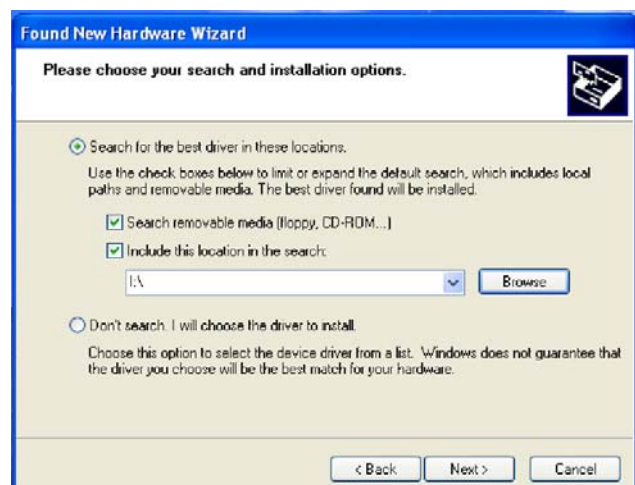 Found New Hardware Wizard
Please choose your search and installation options.
Search for the best driver in these locations.
Use the check boxes below to limit or expand the default search, which includes local
paths and removable media. The best driver found will be installed.
Search removable media (floppy, CD-ROM...)
Include this location in the search:
I:\
Browse
Don't search. I will choose the driver to install.
Choose this option to select the device driver from a list. Windows does not guarantee that
the driver you choose will be the best match for your hardware.
< Back Next > Cancel